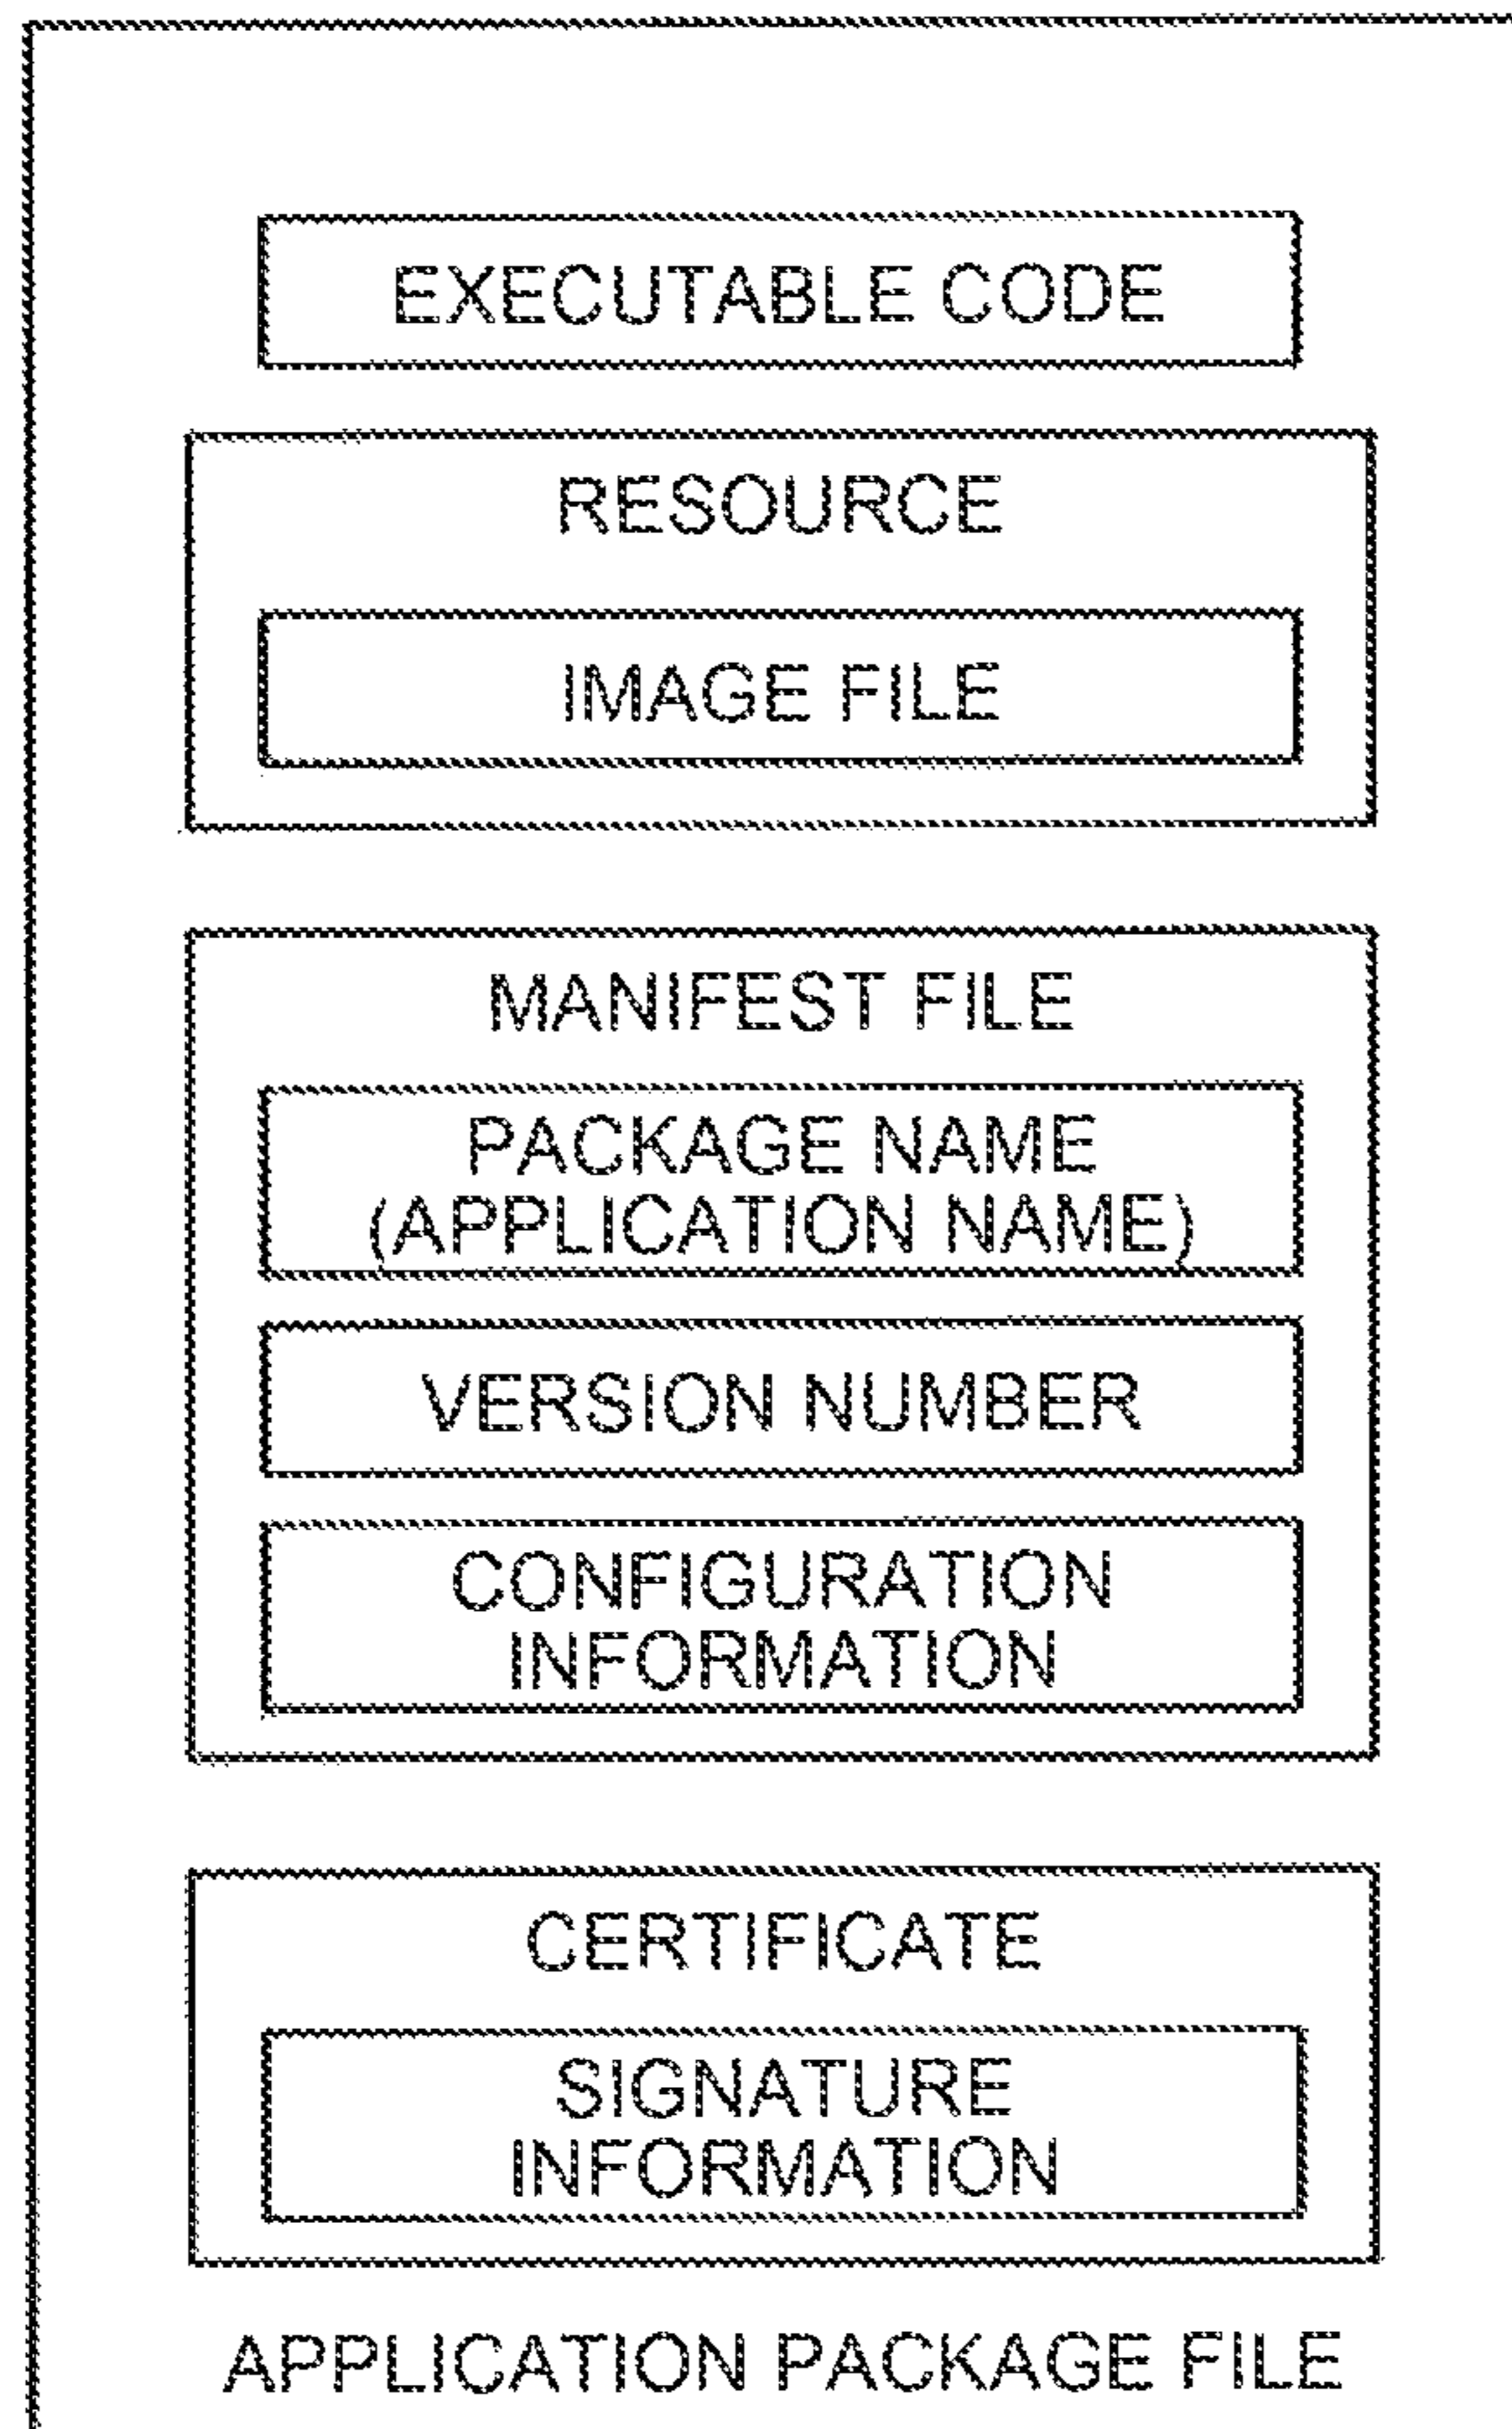 EXECUTABLE CODE
RESOURCE
IMAGE FILE
MANIFEST FILE
PACKAGE NAME
(APPLICATION NAME)
VERSION NUMBER
CONFIGURATION
INFORMATION
CERTIFICATE
SIGNATURE
INFORMATION
APPLICATION PACKAGE FILE